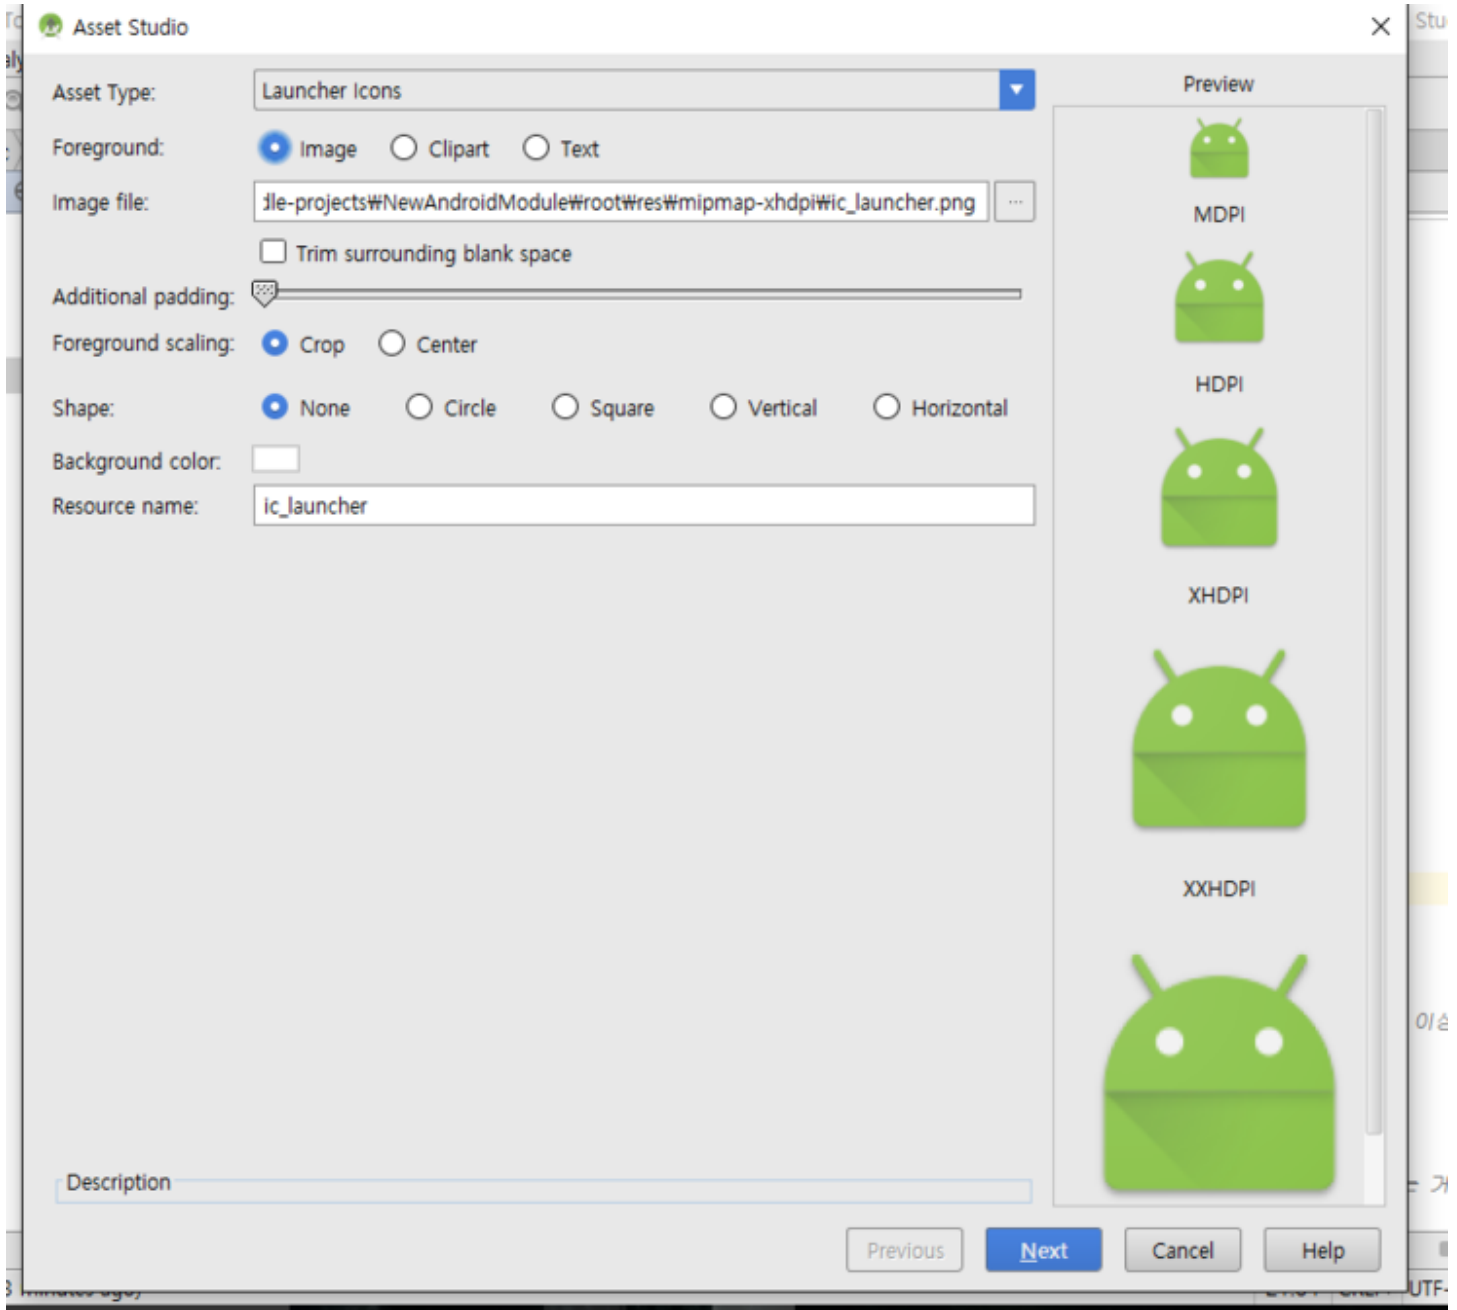 Asset Studio
Stu
Asset Type:
Launcher Icons
Preview
Foreground:
Image
Clipart
Text
Image file:
dle-projects₩NewAndroidModule₩root₩res₩mipmap-xhdpi₩ic_launcher.png
...
MDPI
Trim surrounding blank space
Additional padding:
Foreground scaling:
Crop
Center
HDPI
Shape:
None
Circle
Square
Vertical
Horizontal
Background color:
Resource name:
ic_launcher
XHDPI
XXHDPI
Description
Previous
Next
Cancel
Help
UTF-